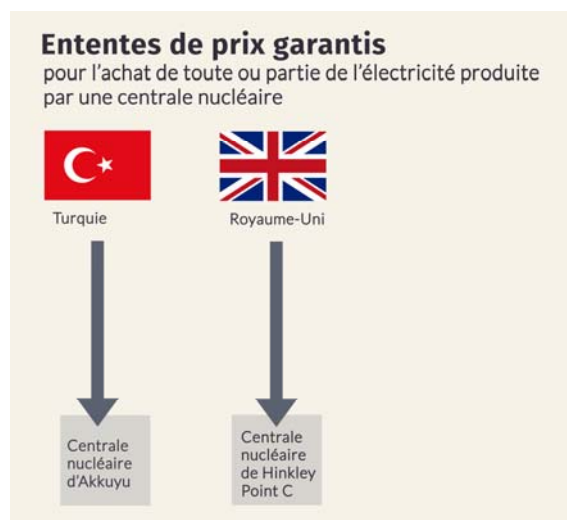 Ententes de prix garantis
pour l'achat de toute ou partie de l'électricité produite
par une centrale nucléaire
Turquie
Royaume-Uni
Centrale
nucléaire
d'Akkuyu
Centrale
nucléaire
de Hinkley
Point C